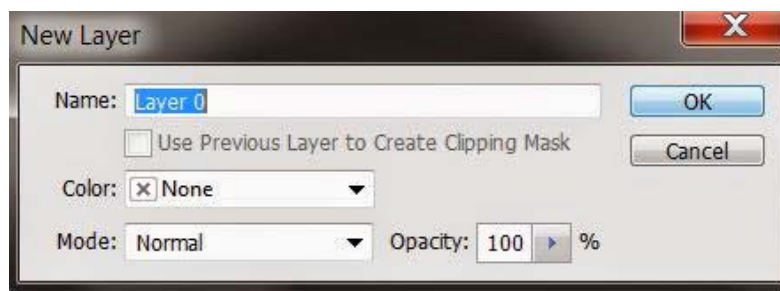 New Layer
Name: Layer 0
OK
Use Previous Layer to Create Clipping Mask
Cancel
Color: None
Mode: Normal Opacity: 100 %